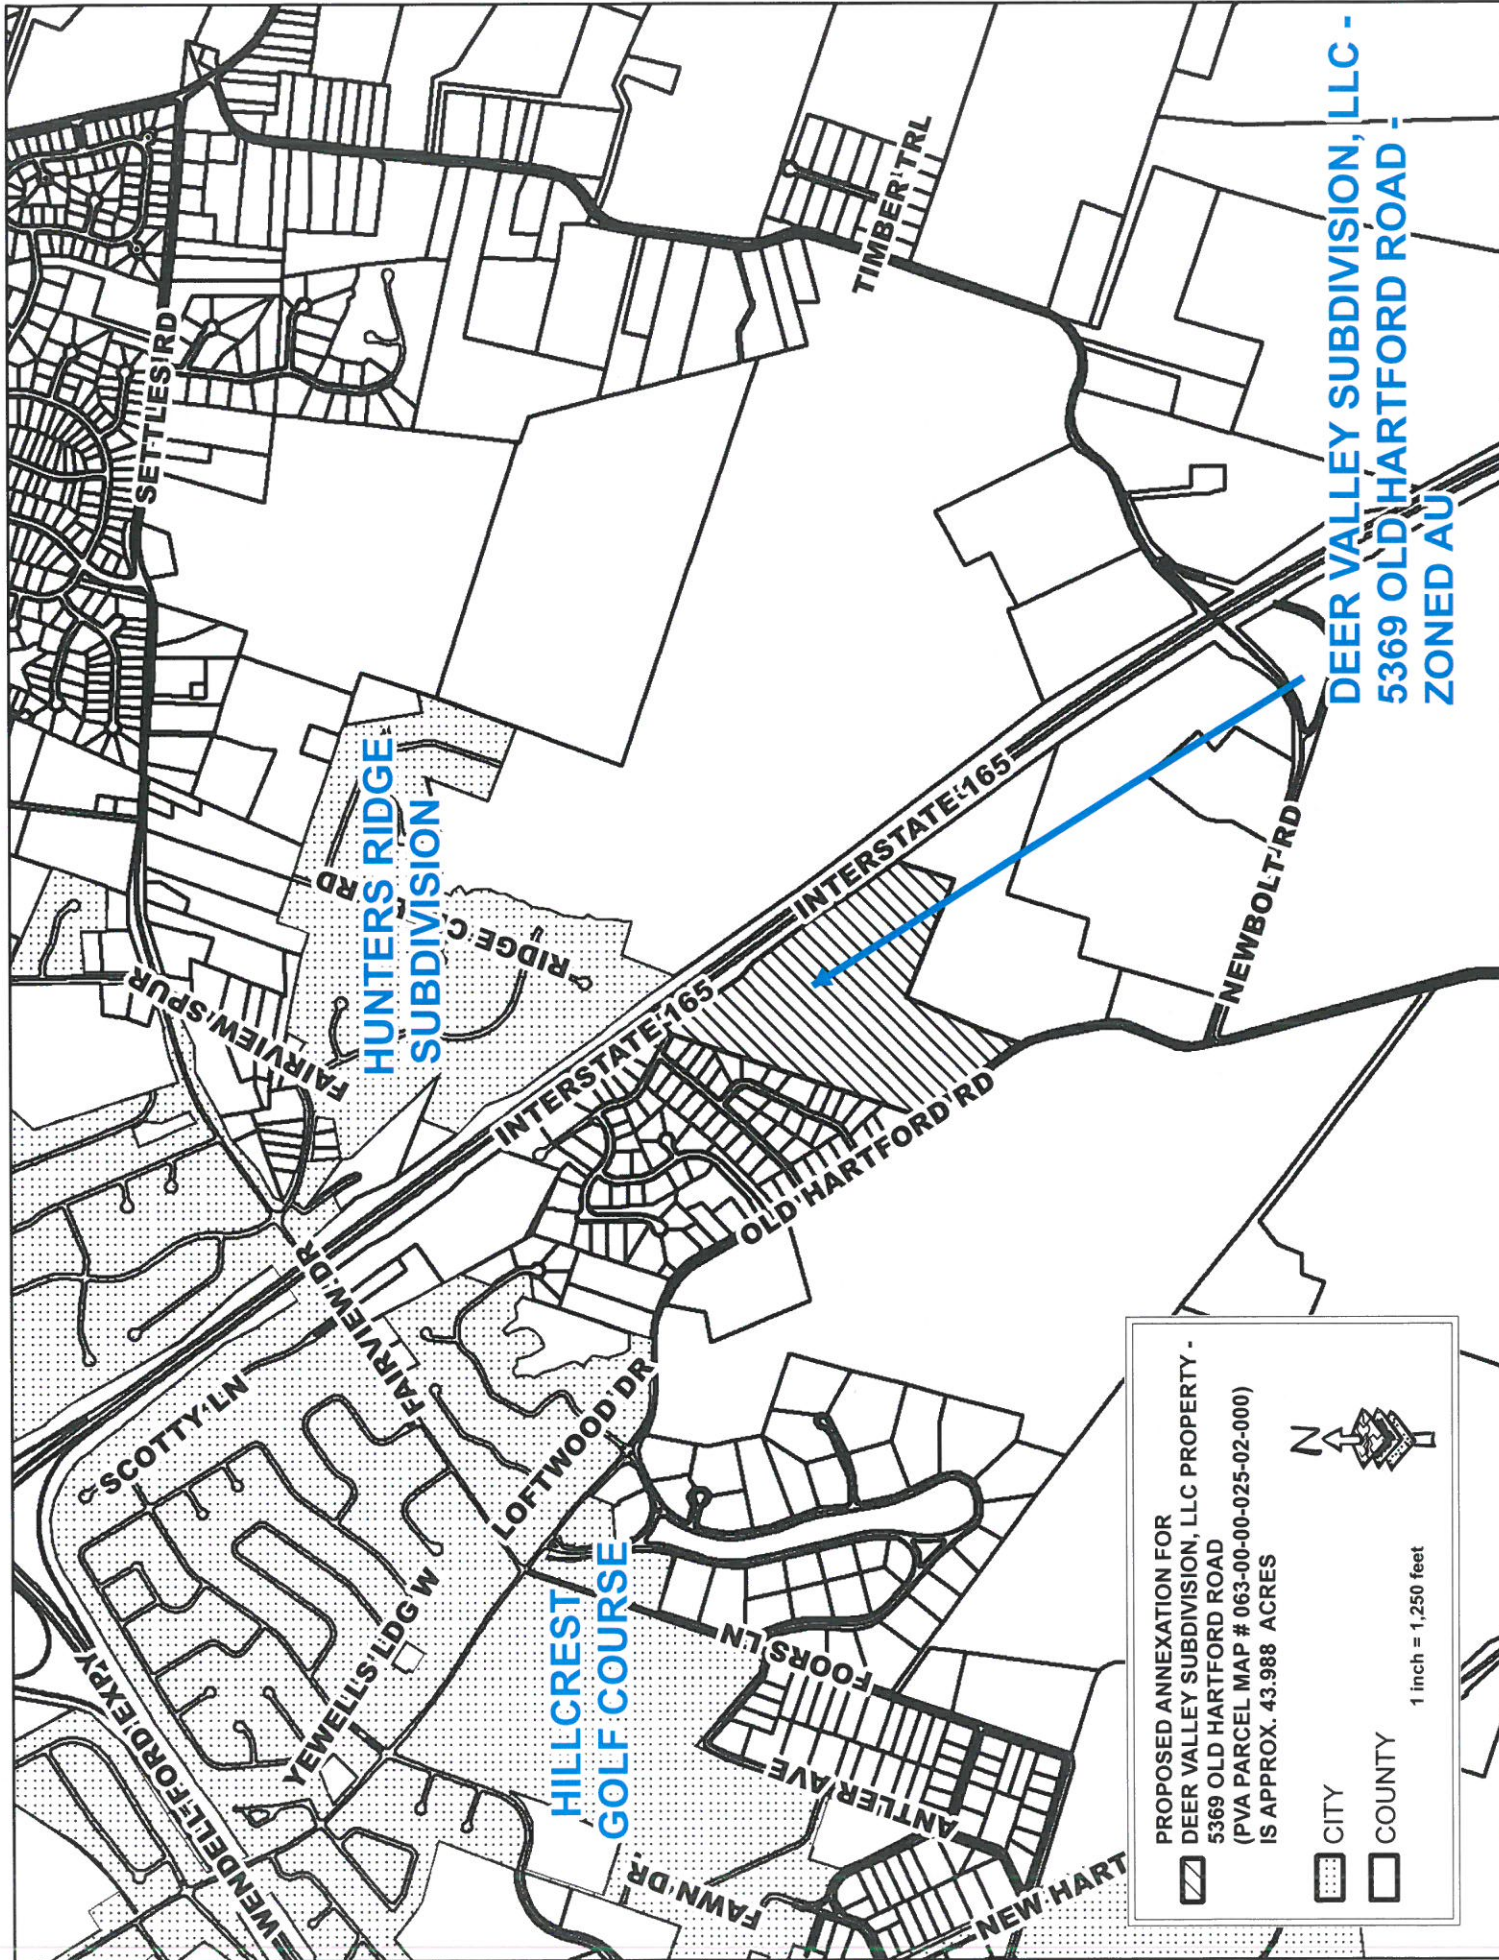 WENDELL FORD EXPY
SCOTTY LN
FAIRVIEW DR
FAIRVIEW SPUR
SETTLES RD
YEWELLS LDG W
LOFTWOOD DR
HUNTERS RIDGE
SUBDIVISION
RIDGE C
RD
INTERSTATE 165
INTERSTATE 165
INTERSTATE 165
HILLCREST
GOLF COURSE
FAWN DR
FOORS LN
ANTLER AVE
NEW HART
OLD HARTFORD RD
TIMBER TRL
NEWBOLT RD
DEER VALLEY SUBDIVISION, LLC -
5369 OLD HARTFORD ROAD -
ZONED AU
PROPOSED ANNEXATION FOR
DEER VALLEY SUBDIVISION, LLC PROPERTY -
5369 OLD HARTFORD ROAD
(PVA PARCEL MAP # 063-00-00-025-02-000)
IS APPROX. 43.988 ACRES
CITY
COUNTY
N
1 inch = 1,250 feet